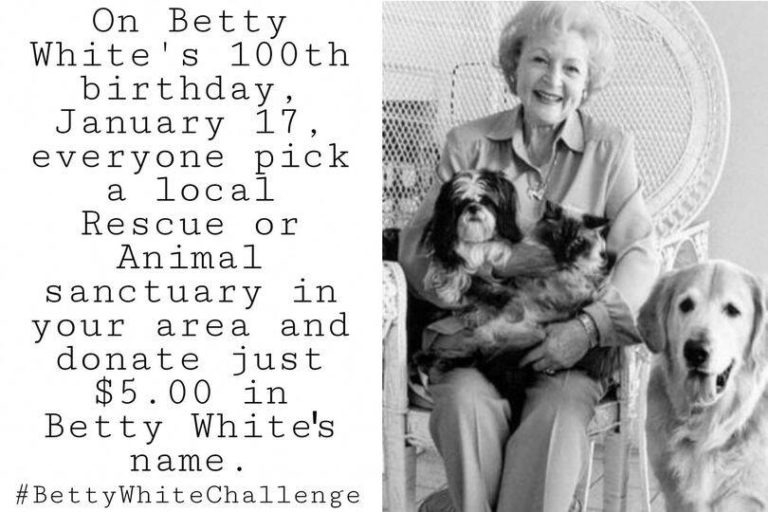 On Betty
White's 100th
birthday,
January 17,
everyone pick
a local
Rescue or
Animal
sanctuary in
your area and
donate just
$5.00 in
Betty White's
name.
#BettyWhiteChallenge